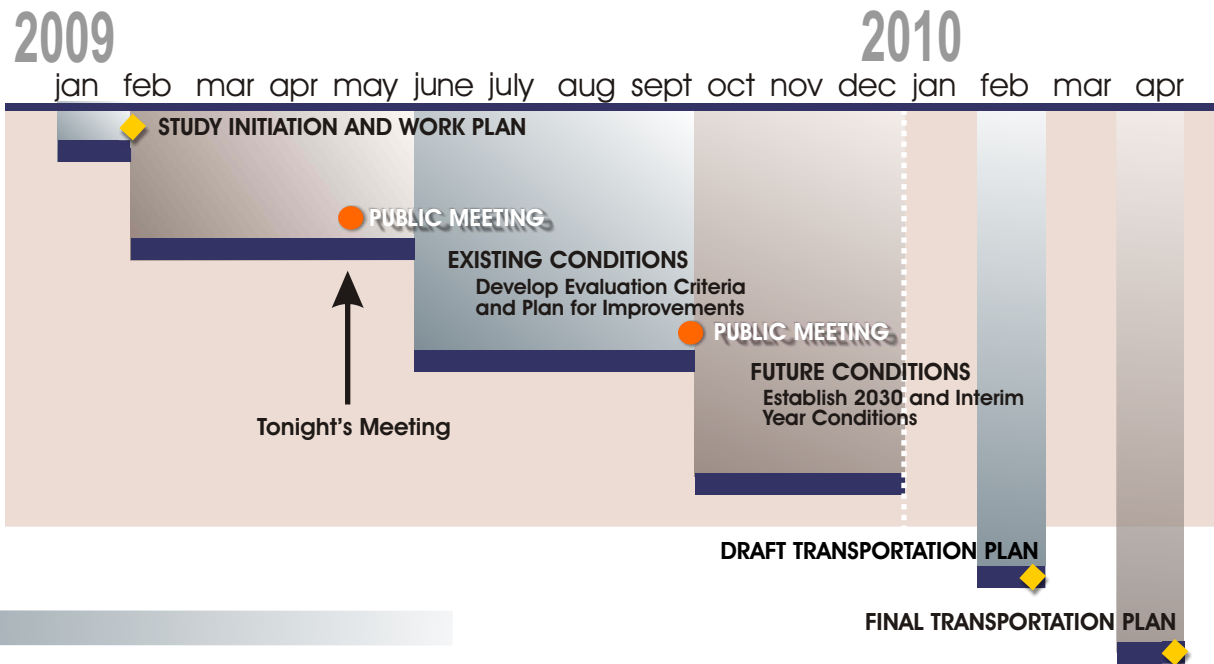 2009
2010
jan feb mar apr may june july aug sept oct nov dec jan feb mar apr
STUDY INITIATION AND WORK PLAN
PUBLIC MEETING
EXISTING CONDITIONS
Develop Evaluation Criteria
and Plan for Improvements
PUBLIC MEETING
FUTURE CONDITIONS
Establish 2030 and Interim
Year Conditions
Tonight's Meeting
DRAFT TRANSPORTATION PLAN
FINAL TRANSPORTATION PLAN